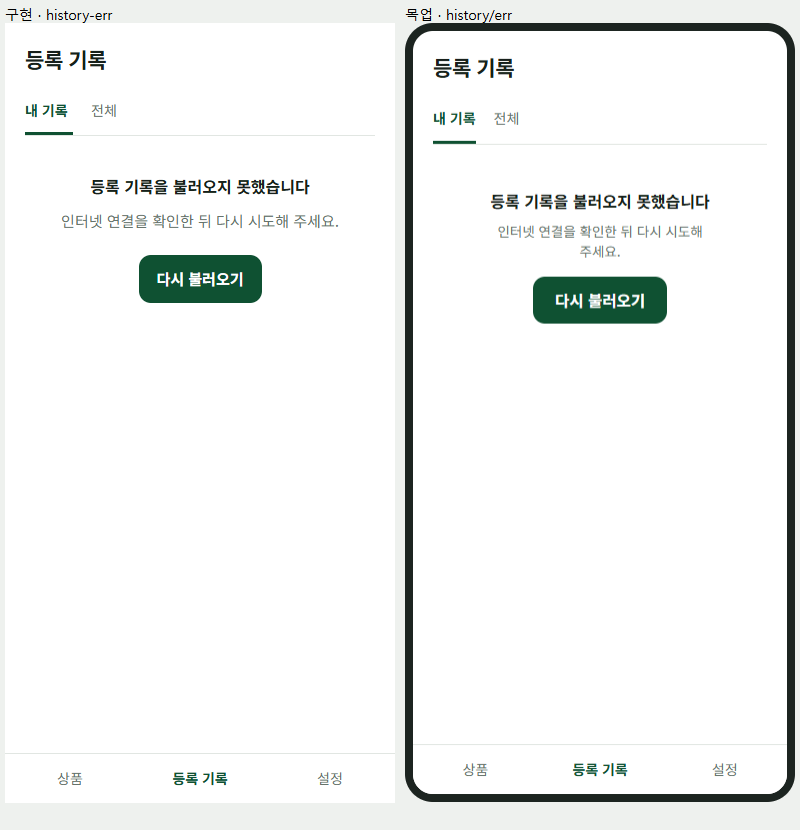 구현 · history-err
등록 기록
내 기록 전체
등록 기록을 불러오지 못했습니다
인터넷 연결을 확인한 뒤 다시 시도해 주세요.
다시 불러오기
상품 등록 기록 설정
목업 · history/err
등록 기록
내 기록 전체
등록 기록을 불러오지 못했습니다
인터넷 연결을 확인한 뒤 다시 시도해
주세요.
다시 불러오기
상품 등록 기록 설정